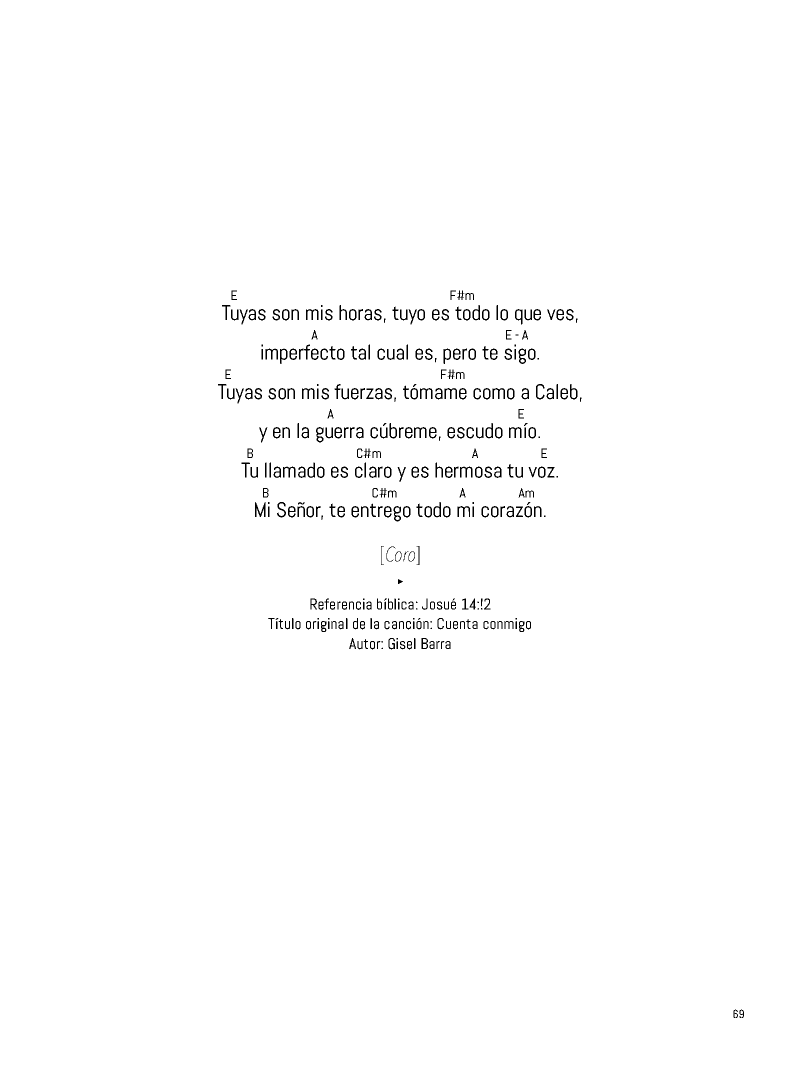 E F#m
Tuyas son mis horas, tuyo es todo lo que ves,
A E - A
imperfecto tal cual es, pero te sigo.
E F#m
Tuyas son mis fuerzas, tómame como a Caleb,
A E
y en la guerra cúbreme, escudo mío.
B C#m A E
Tu llamado es claro y es hermosa tu voz.
B C#m A Am
Mi Señor, te entrego todo mi corazón.
[Coro]
Referencia bíblica: Josué 14:!2
Título original de la canción: Cuenta conmigo
Autor: Gisel Barra
69